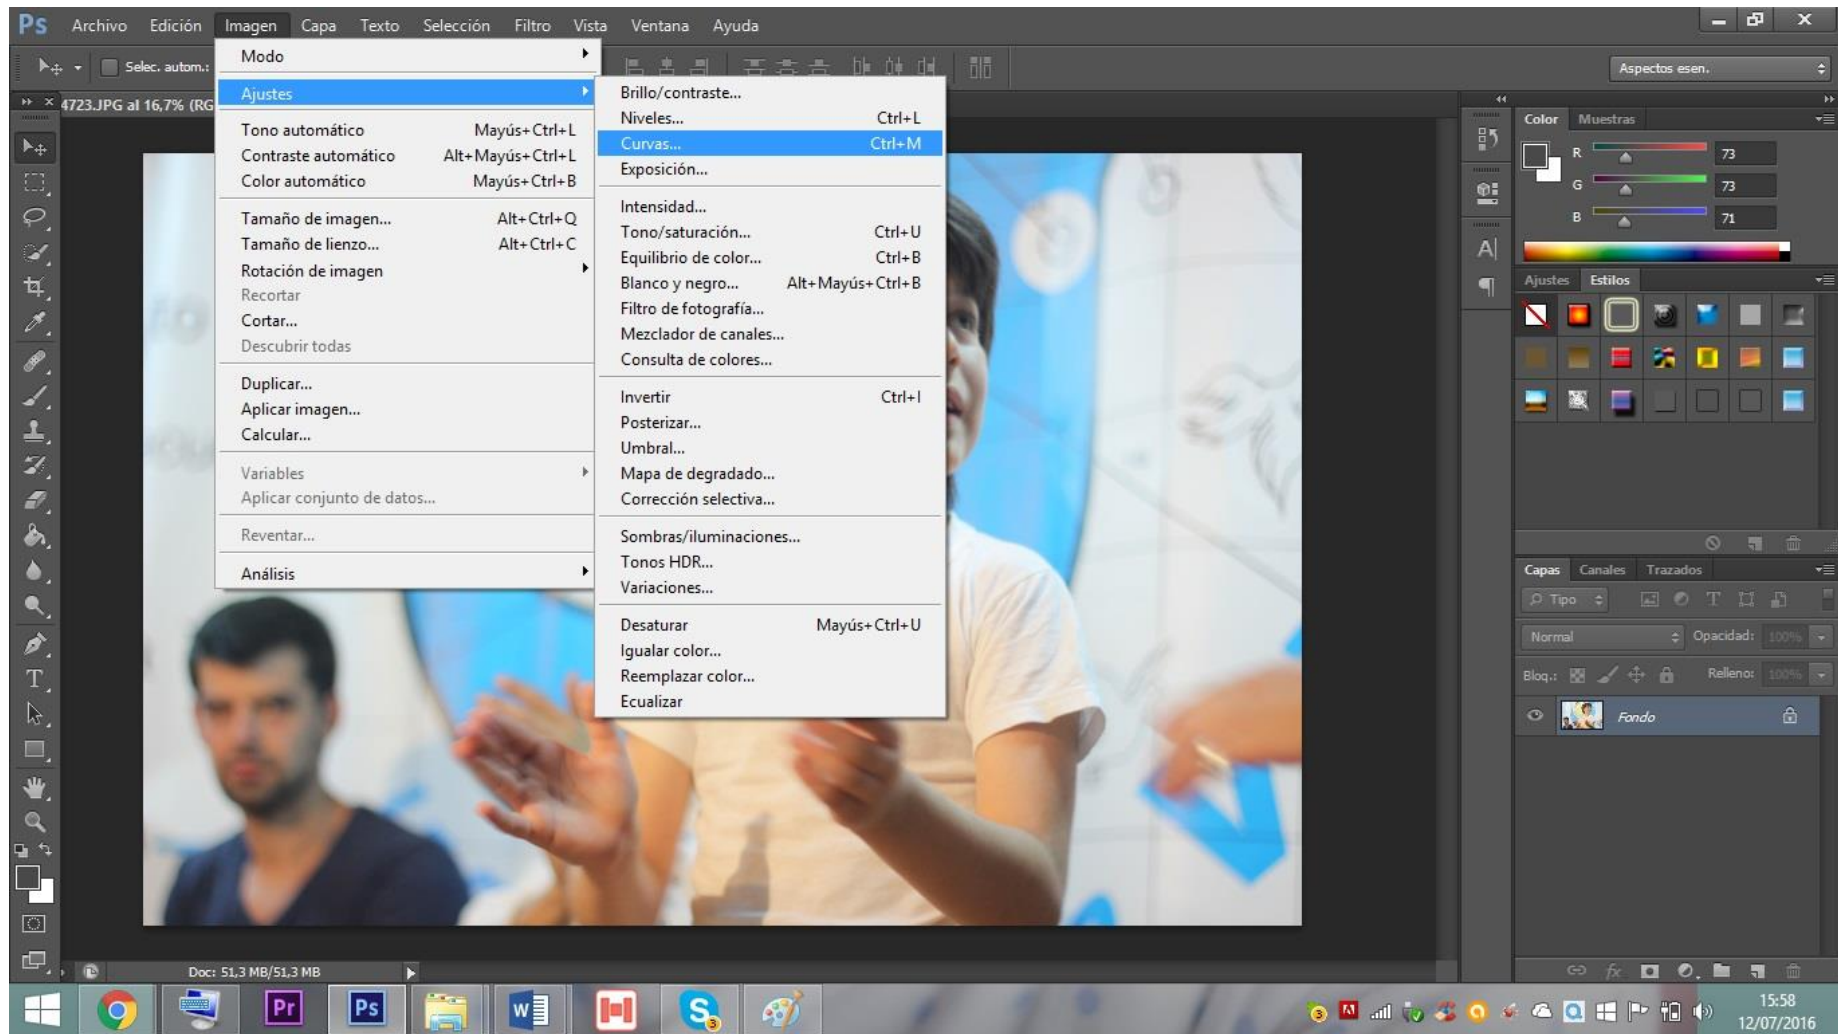 Ps Archivo Edición Imagen Capa Texto Selección Filtro Vista Ventana Ayuda
Selec. autom.:
Aspectos esen.
4723.JPG al 16,7% (RG
Modo
Ajustes
Tono automático Mayús+Ctrl+L
Contraste automático Alt+Mayús+Ctrl+L
Color automático Mayús+Ctrl+B
Tamaño de imagen... Alt+Ctrl+Q
Tamaño de lienzo... Alt+Ctrl+C
Rotación de imagen
Recortar
Cortar...
Descubrir todas
Duplicar...
Aplicar imagen...
Calcular...
Variables
Aplicar conjunto de datos...
Reventar...
Análisis
Brillo/contraste...
Niveles... Ctrl+L
Curvas... Ctrl+M
Exposición...
Intensidad...
Tono/saturación... Ctrl+U
Equilibrio de color... Ctrl+B
Blanco y negro... Alt+Mayús+Ctrl+B
Filtro de fotografía...
Mezclador de canales...
Consulta de colores...
Invertir Ctrl+I
Posterizar...
Umbral...
Mapa de degradado...
Corrección selectiva...
Sombras/iluminaciones...
Tonos HDR...
Variaciones...
Desaturar Mayús+Ctrl+U
Igualar color...
Reemplazar color...
Ecualizar
Color Muestras
R 73
G 73
B 71
Ajustes Estilos
Capas Canales Trazados
Tipo
Normal Opacidad: 100%
Bloq.: Relleno: 100%
Fondo
Doc: 51,3 MB/51,3 MB
Pr
Ps
15:58
12/07/2016